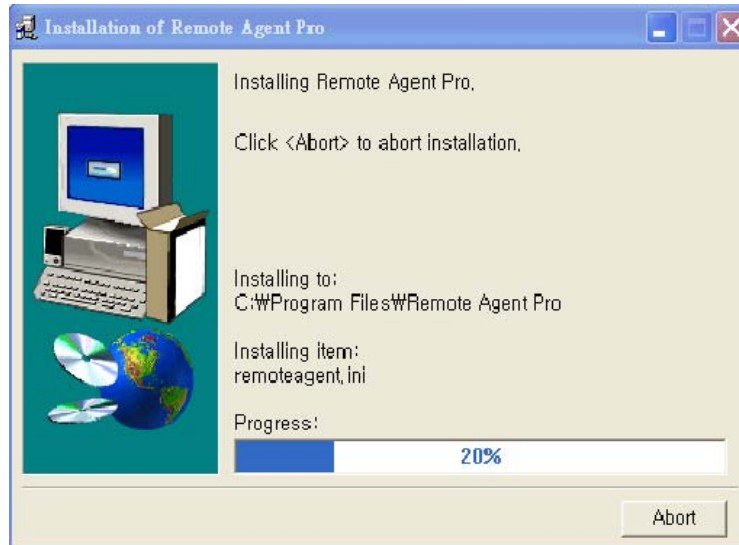 Installation of Remote Agent Pro
Installing Remote Agent Pro,
Click <Abort> to abort installation,
Installing to:
C:₩Program Files₩Remote Agent Pro
Installing item:
remoteagent,ini
Progress:
20%
Abort